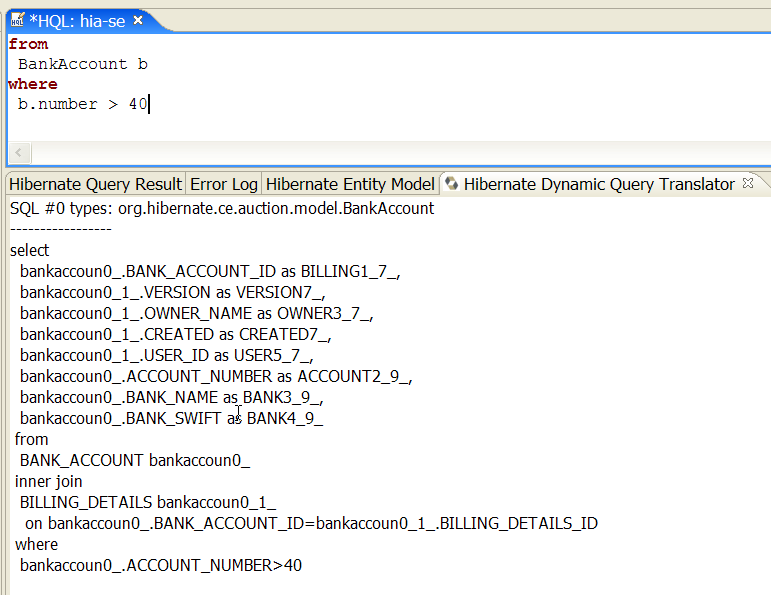 *HQL: hia-se
from
BankAccount b
where
b.number > 40
Hibernate Query Result Error Log Hibernate Entity Model Hibernate Dynamic Query Translator
SQL #0 types: org.hibernate.ce.auction.model.BankAccount
-----------------
select
bankaccoun0_.BANK_ACCOUNT_ID as BILLING1_7_,
bankaccoun0_1_.VERSION as VERSION7_,
bankaccoun0_1_.OWNER_NAME as OWNER3_7_,
bankaccoun0_1_.CREATED as CREATED7_,
bankaccoun0_1_.USER_ID as USER5_7_,
bankaccoun0_.ACCOUNT_NUMBER as ACCOUNT2_9_,
bankaccoun0_.BANK_NAME as BANK3_9_,
bankaccoun0_.BANK_SWIFT as BANK4_9_
from
BANK_ACCOUNT bankaccoun0_
inner join
BILLING_DETAILS bankaccoun0_1_
on bankaccoun0_.BANK_ACCOUNT_ID=bankaccoun0_1_.BILLING_DETAILS_ID
where
bankaccoun0_.ACCOUNT_NUMBER>40